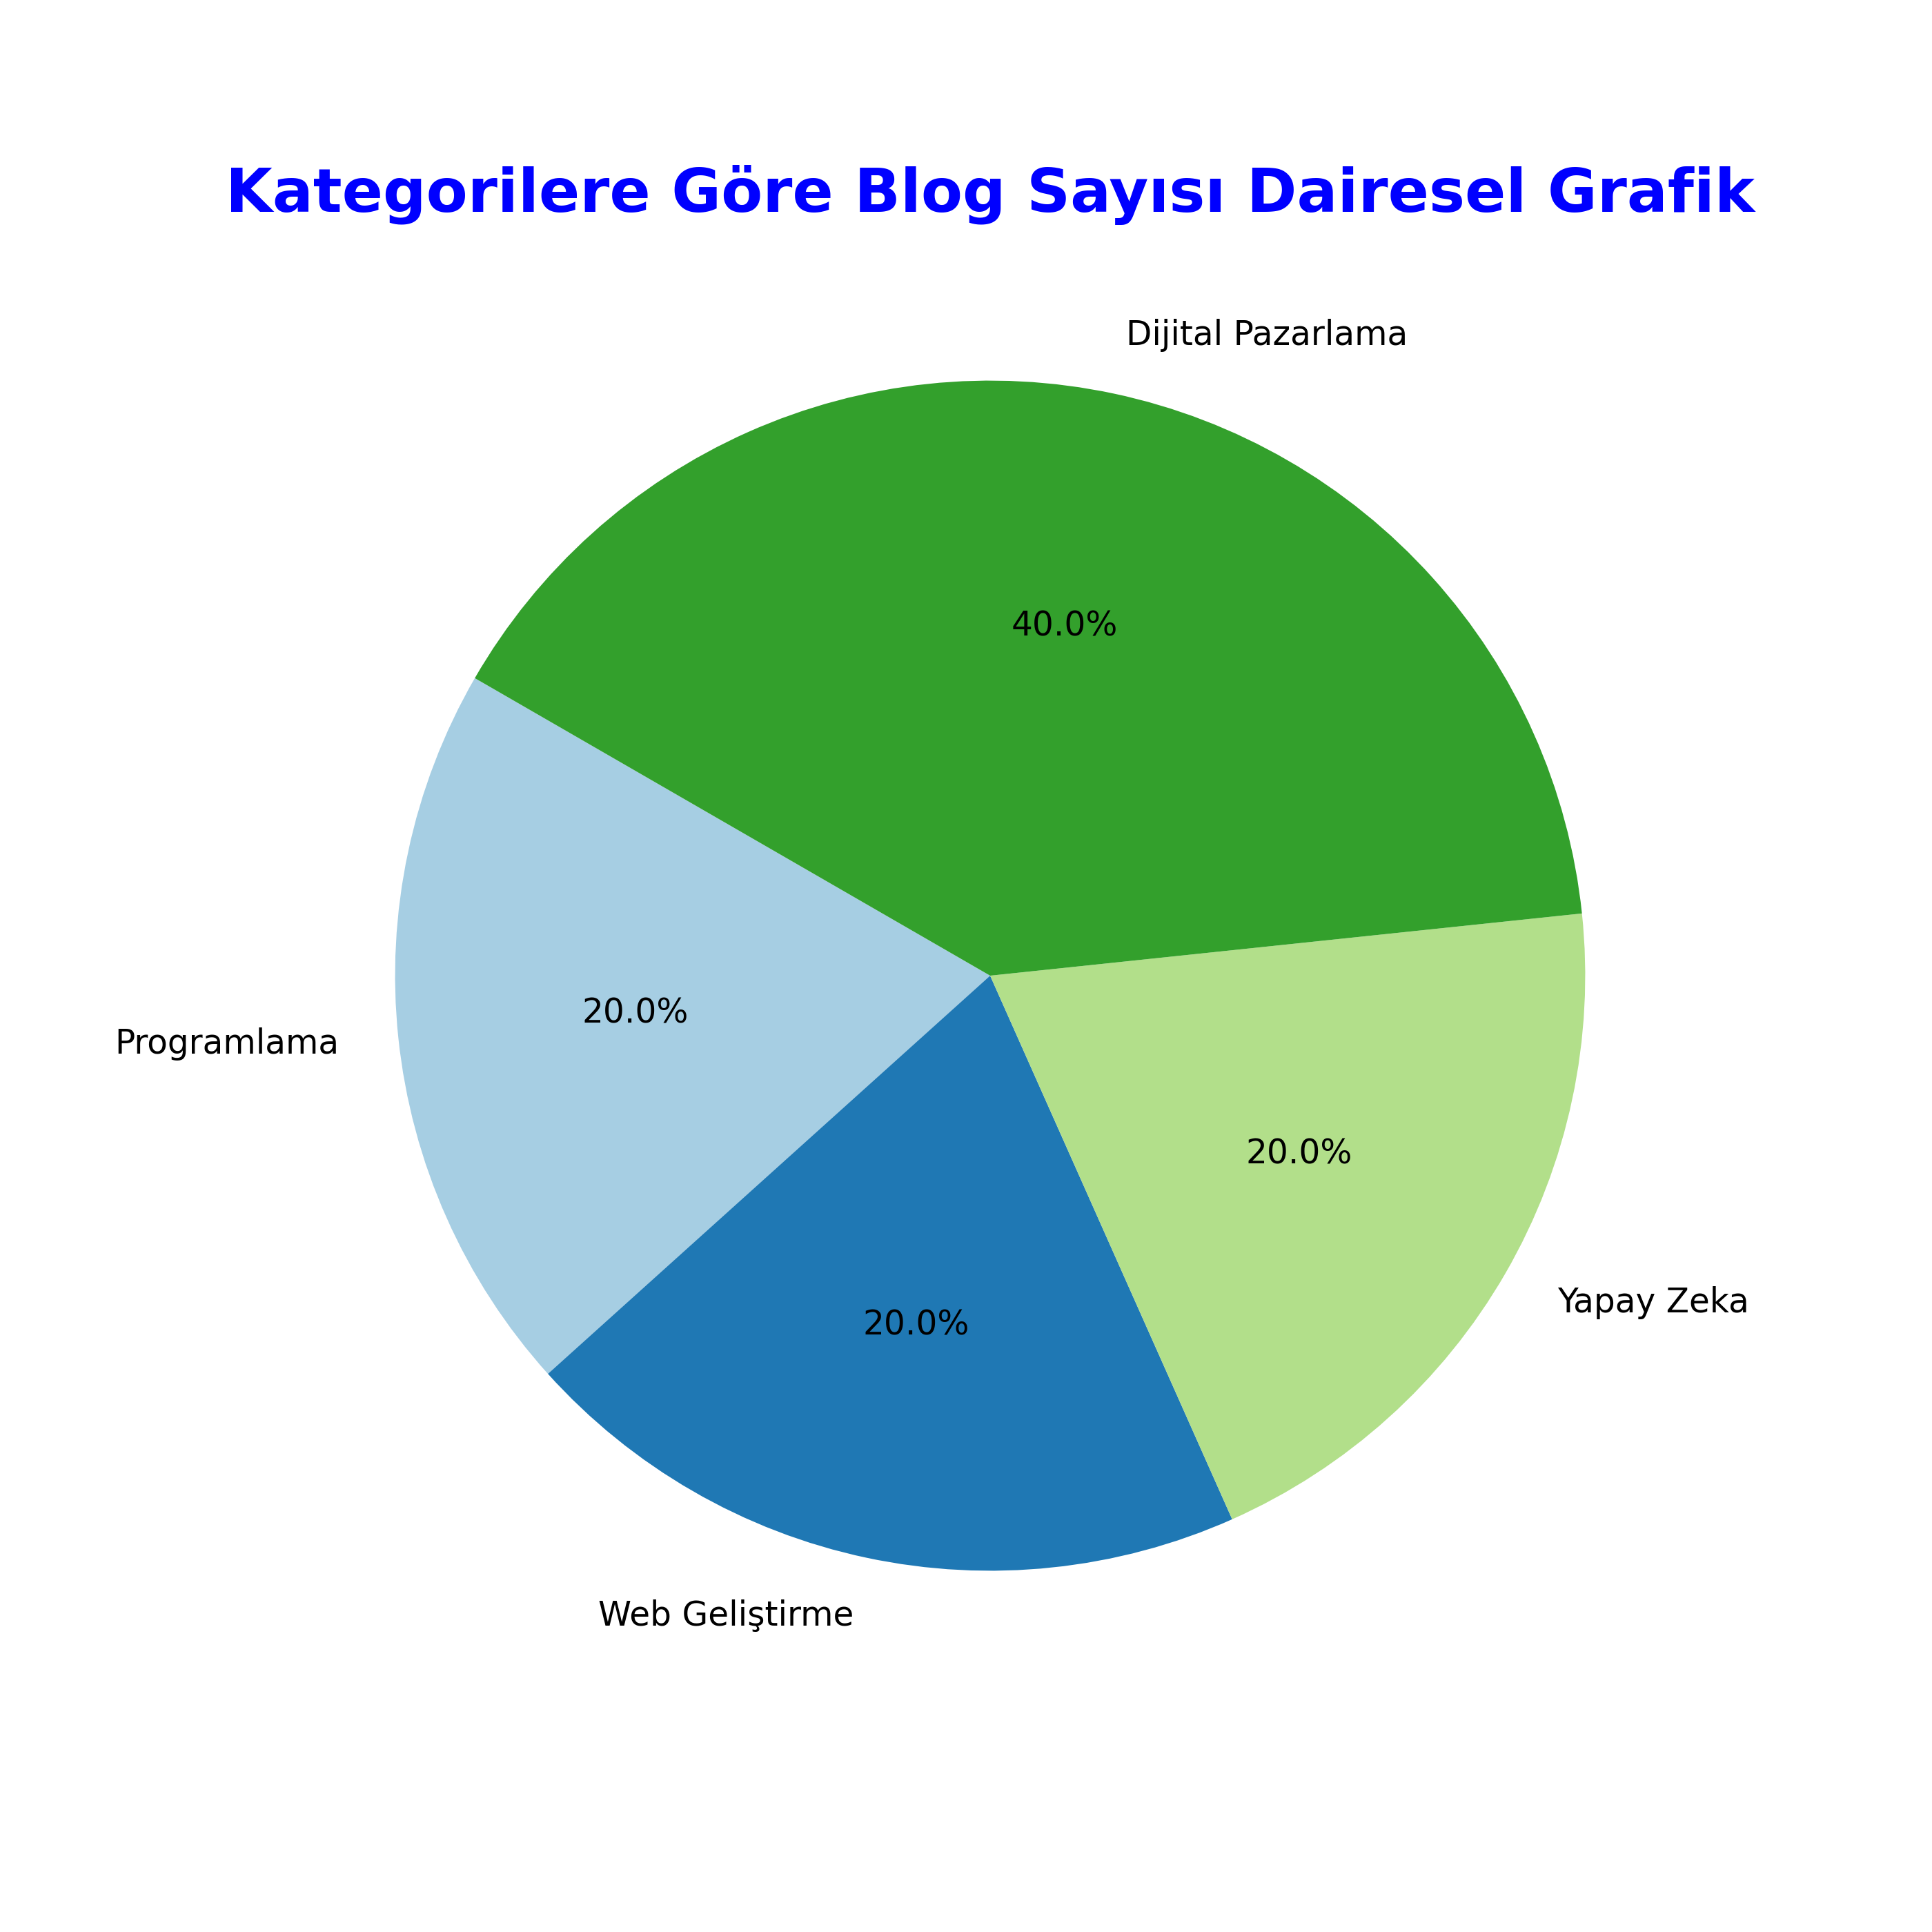 Kategorilere Göre Blog Sayısı Dairesel Grafik
Dijital Pazarlama
40.0%
20.0%
Programlama
20.0%
Yapay Zeka
20.0%
Web Geliştirme